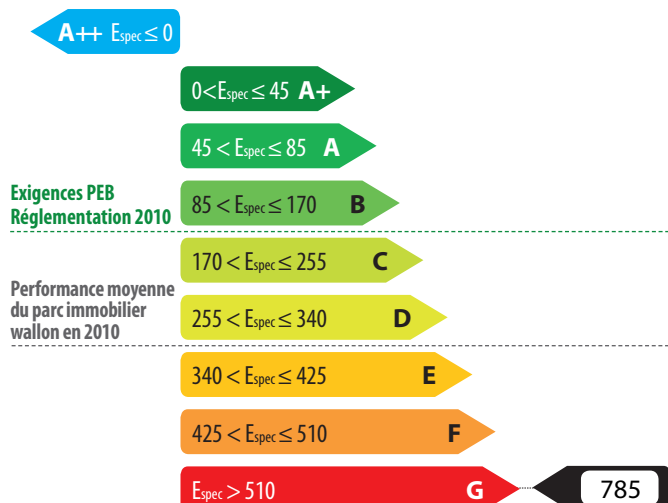 A++ Espec ≤ 0
0<Espec ≤ 45 A+
45 < Espec ≤ 85 A
Exigences PEB
Réglementation 2010
85 < Espec ≤ 170 B
170 < Espec ≤ 255 C
Performance moyenne
du parc immobilier
wallon en 2010
255 < Espec ≤ 340 D
340 < Espec ≤ 425 E
425 < Espec ≤ 510 F
Espec > 510 G
785